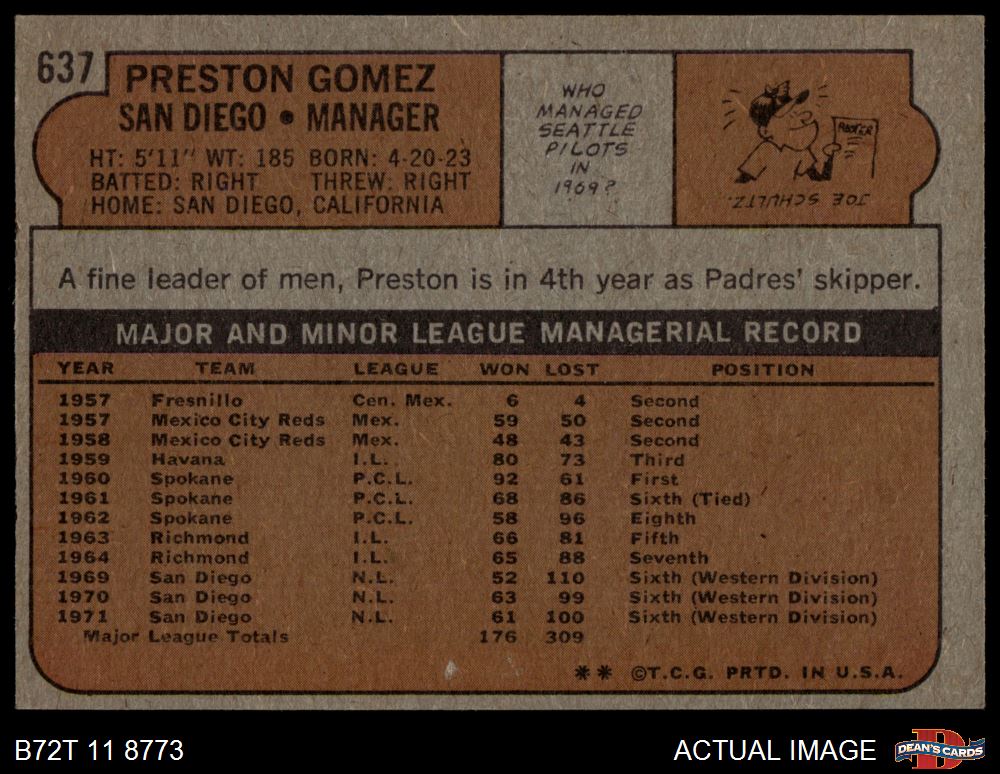 637
PRESTON GOMEZ
SAN DIEGO • MANAGER
HT: 5'11" WT: 185 BORN: 4-20-23
BATTED: RIGHT THREW: RIGHT
HOME: SAN DIEGO, CALIFORNIA
WHO
MANAGED
SEATTLE
PILOTS
IN
1969?
ROSTER
JOE SCHULTZ.
A fine leader of men, Preston is in 4th year as Padres' skipper.
MAJOR AND MINOR LEAGUE MANAGERIAL RECORD
YEAR TEAM LEAGUE WON LOST POSITION
1957 Fresnillo Cen. Mex. 6 4 Second
1957 Mexico City Reds Mex. 59 50 Second
1958 Mexico City Reds Mex. 48 43 Second
1959 Havana I.L. 80 73 Third
1960 Spokane P.C.L. 92 61 First
1961 Spokane P.C.L. 68 86 Sixth (Tied)
1962 Spokane P.C.L. 58 96 Eighth
1963 Richmond I.L. 66 81 Fifth
1964 Richmond I.L. 65 88 Seventh
1969 San Diego N.L. 52 110 Sixth (Western Division)
1970 San Diego N.L. 63 99 Sixth (Western Division)
1971 San Diego N.L. 61 100 Sixth (Western Division)
Major League Totals 176 309
** ©T.C.G. PRTD. IN U.S.A.
B72T 11 8773
ACTUAL IMAGE
D
DEAN'S CARDS